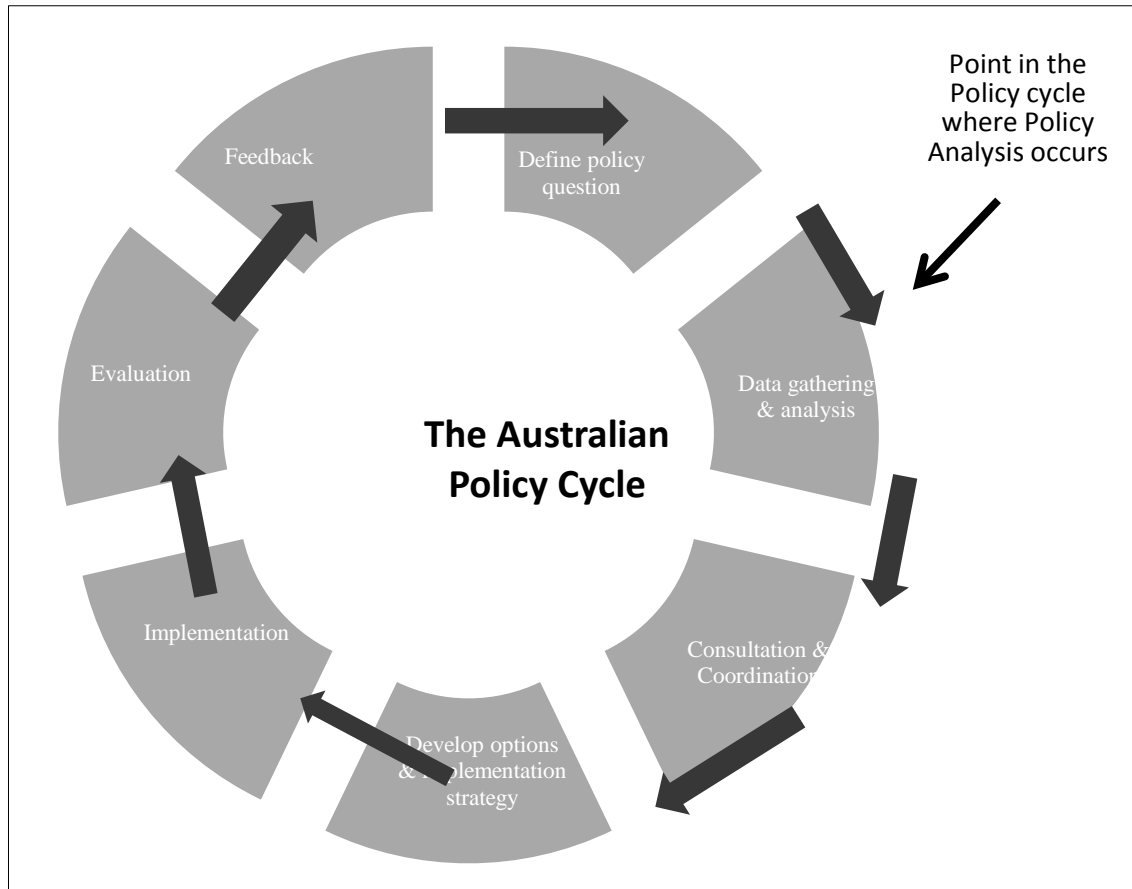 Point in the
Policy cycle
where Policy
Analysis occurs
Feedback
Define policy
question
Data gathering
& analysis
The Australian
Policy Cycle
Evaluation
Consultation &
Coordination
Implementation
Develop options
& Implementation
strategy